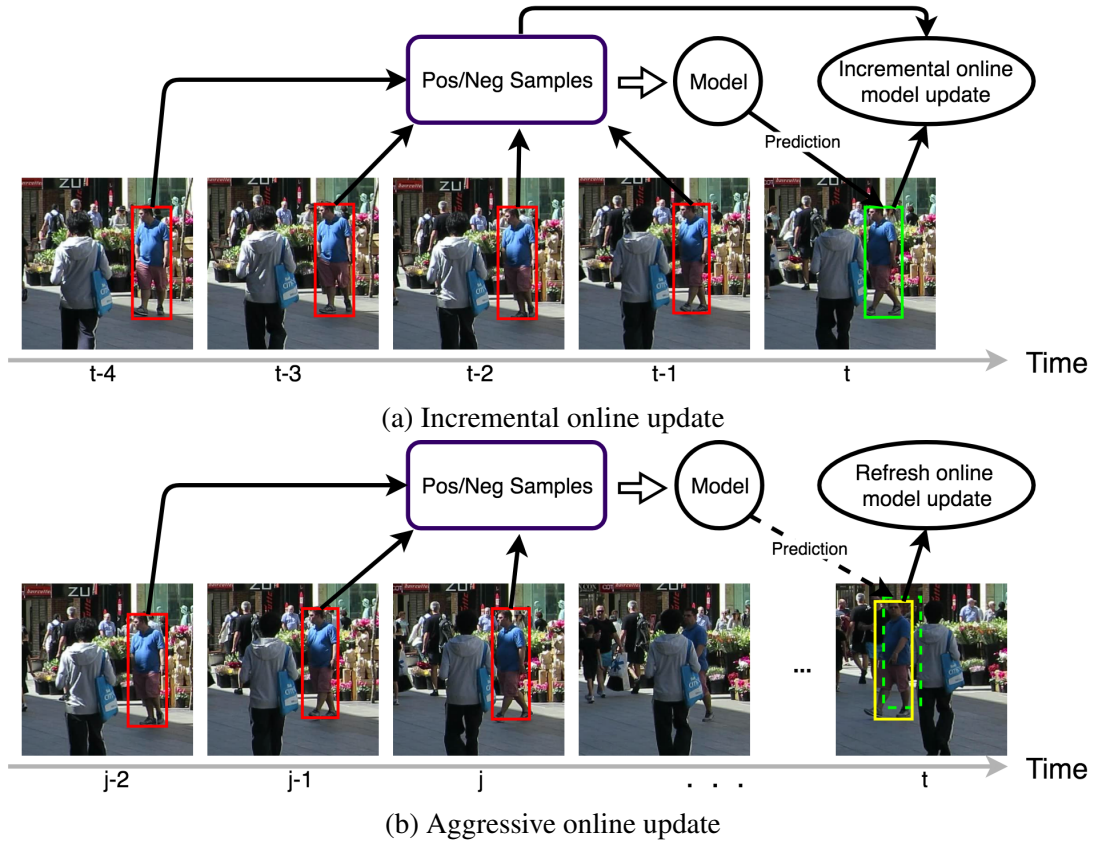 Pos/Neg Samples
Model
Incremental online
model update
Prediction
t-4
t-3
t-2
t-1
t
Time
(a) Incremental online update
Pos/Neg Samples
Model
Refresh online
model update
Prediction
...
j-2
j-1
j
. . .
t
Time
(b) Aggressive online update